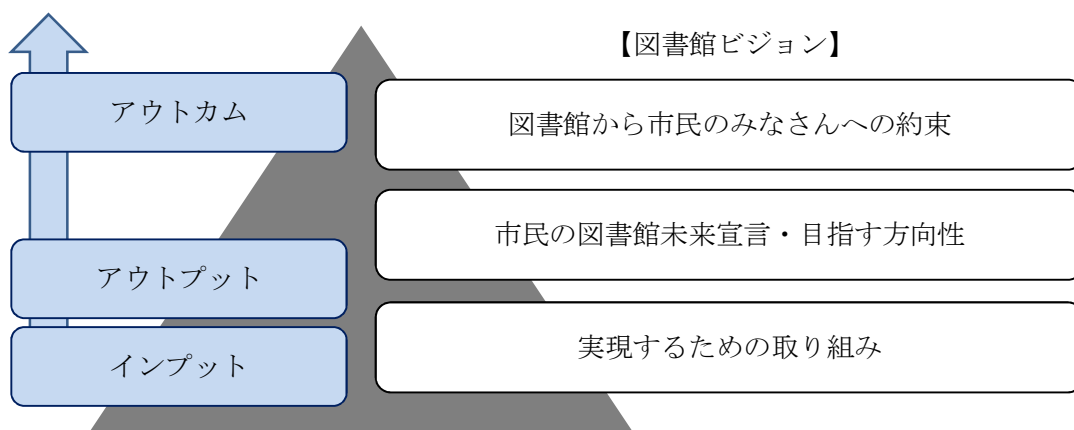 【図書館ビジョン】
アウトカム
図書館から市民のみなさんへの約束
市民の図書館未来宣言・目指す方向性
アウトプット
インプット
実現するための取り組み